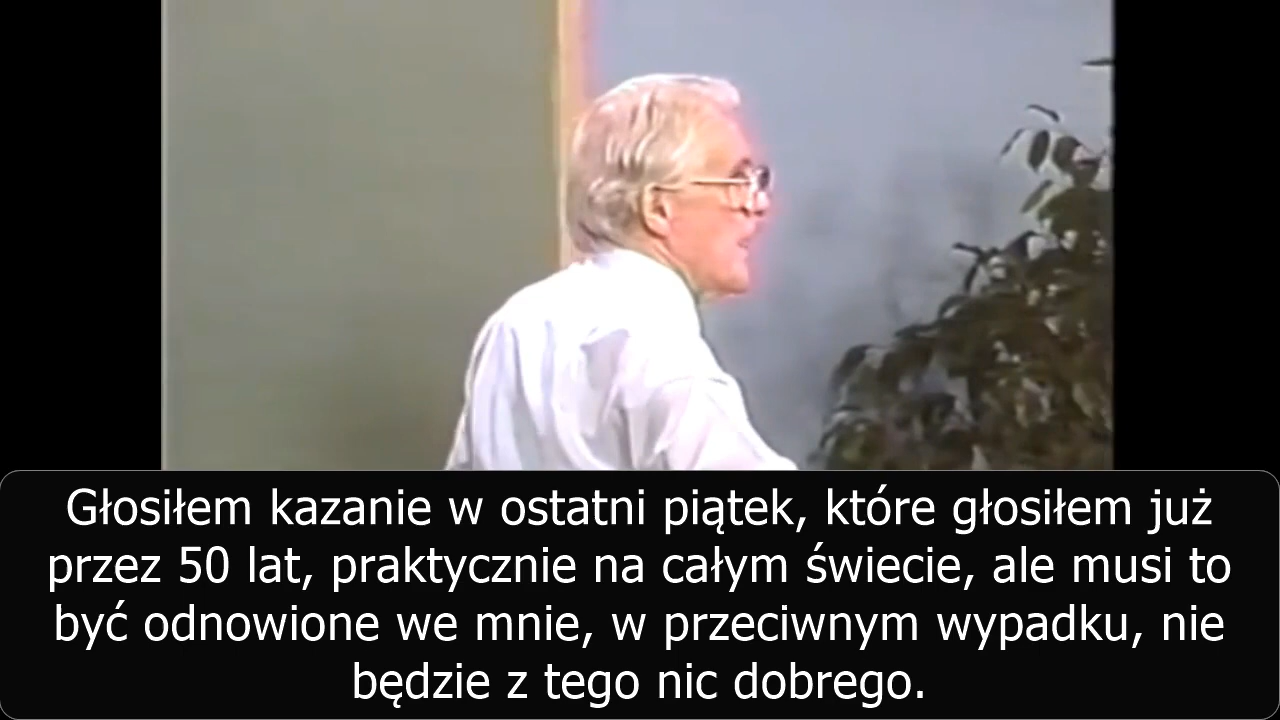 Głosiłem kazanie w ostatni piątek, które głosiłem już
przez 50 lat, praktycznie na całym świecie, ale musi to
być odnowione we mnie, w przeciwnym wypadku, nie
będzie z tego nic dobrego.